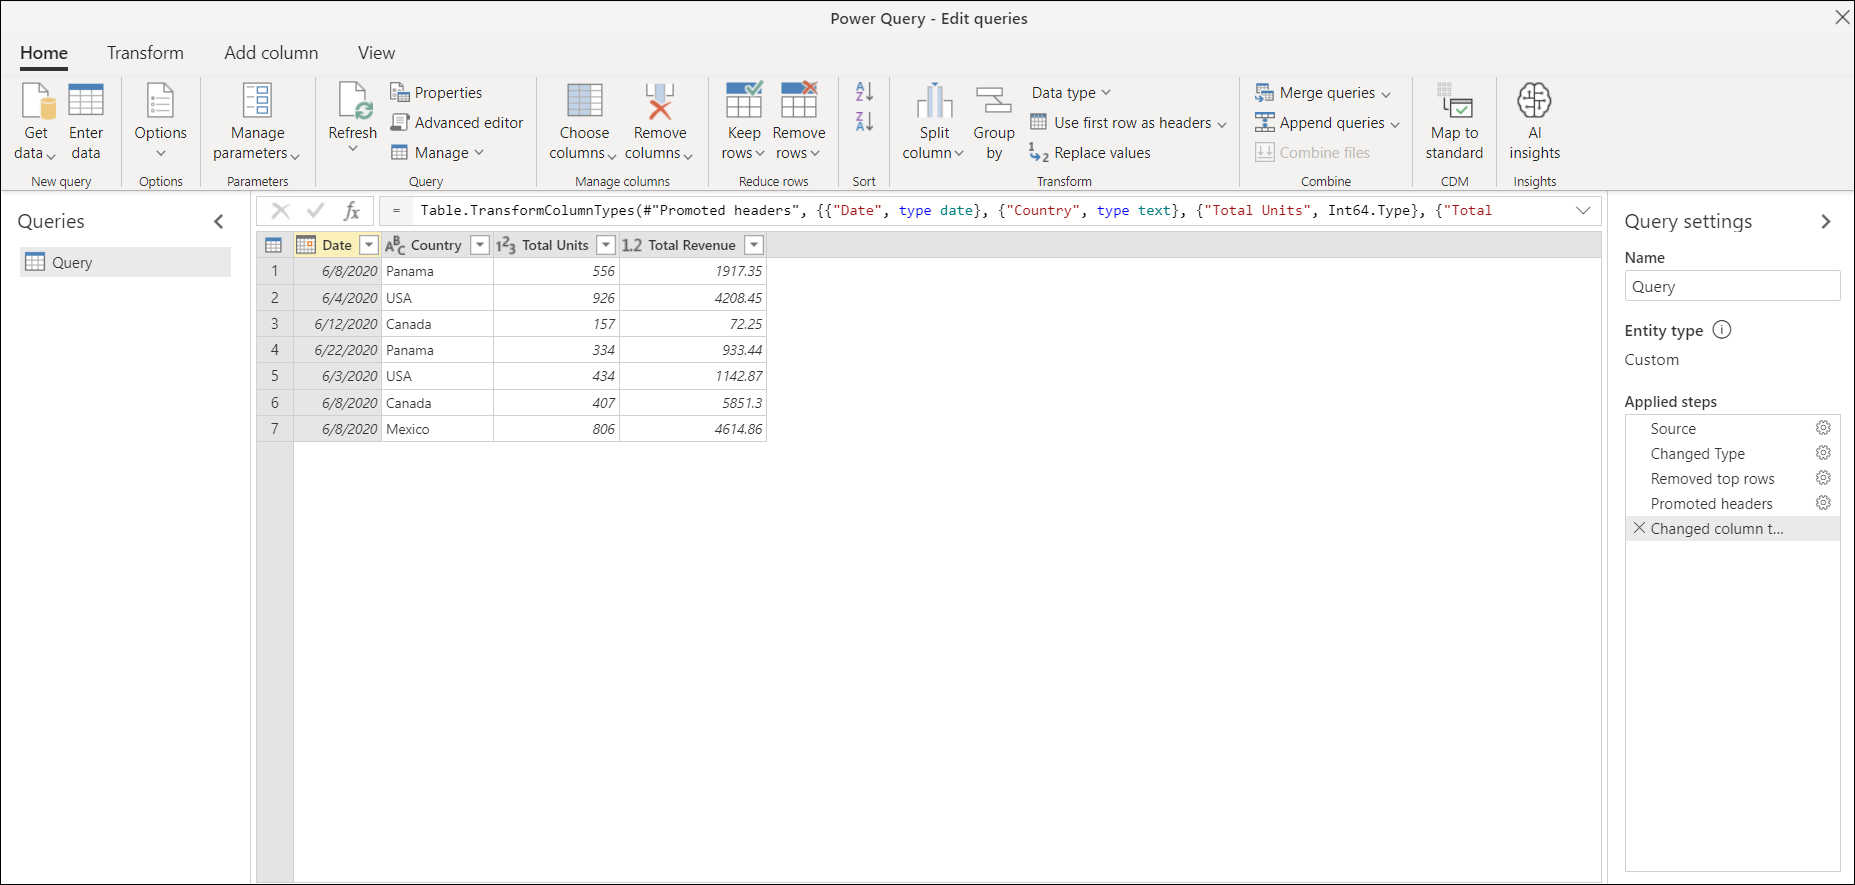 Power Query - Edit queries
Home Transform Add column View
Get data
Enter data
New query
Options
Options
Manage parameters
Parameters
Refresh
Properties
Advanced editor
Manage
Query
Choose columns
Remove columns
Manage columns
Keep rows
Remove rows
Reduce rows
A Z
Z A
Sort
Split column
Group by
Data type
Use first row as headers
1 2 Replace values
Transform
Merge queries
Append queries
Combine files
Combine
Map to standard
CDM
AI insights
Insights
Queries
Query
fx = Table.TransformColumnTypes(#"Promoted headers", {{"Date", type date}, {"Country", type text}, {"Total Units", Int64.Type}, {"Total
Date ABC Country 123 Total Units 1.2 Total Revenue
1 6/8/2020 Panama 556 1917.35
2 6/4/2020 USA 926 4208.45
3 6/12/2020 Canada 157 72.25
4 6/22/2020 Panama 334 933.44
5 6/3/2020 USA 434 1142.87
6 6/8/2020 Canada 407 5851.3
7 6/8/2020 Mexico 806 4614.86
Query settings
Name
Query
Entity type
Custom
Applied steps
Source
Changed Type
Removed top rows
Promoted headers
Changed column t...